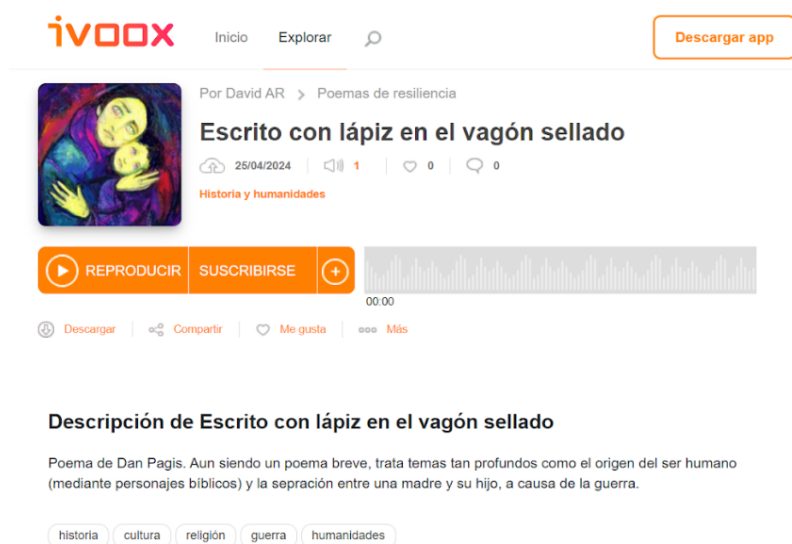 ivoox Inicio Explorar Descargar app
Por David AR > Poemas de resiliencia
Escrito con lápiz en el vagón sellado
25/04/2024 1 0 0
Historia y humanidades
REPRODUCIR SUSCRIBIRSE
00:00
Descargar Compartir Me gusta Más
Descripción de Escrito con lápiz en el vagón sellado
Poema de Dan Pagis. Aun siendo un poema breve, trata temas tan profundos como el origen del ser humano
(mediante personajes bíblicos) y la sepración entre una madre y su hijo, a causa de la guerra.
historia cultura religión guerra humanidades